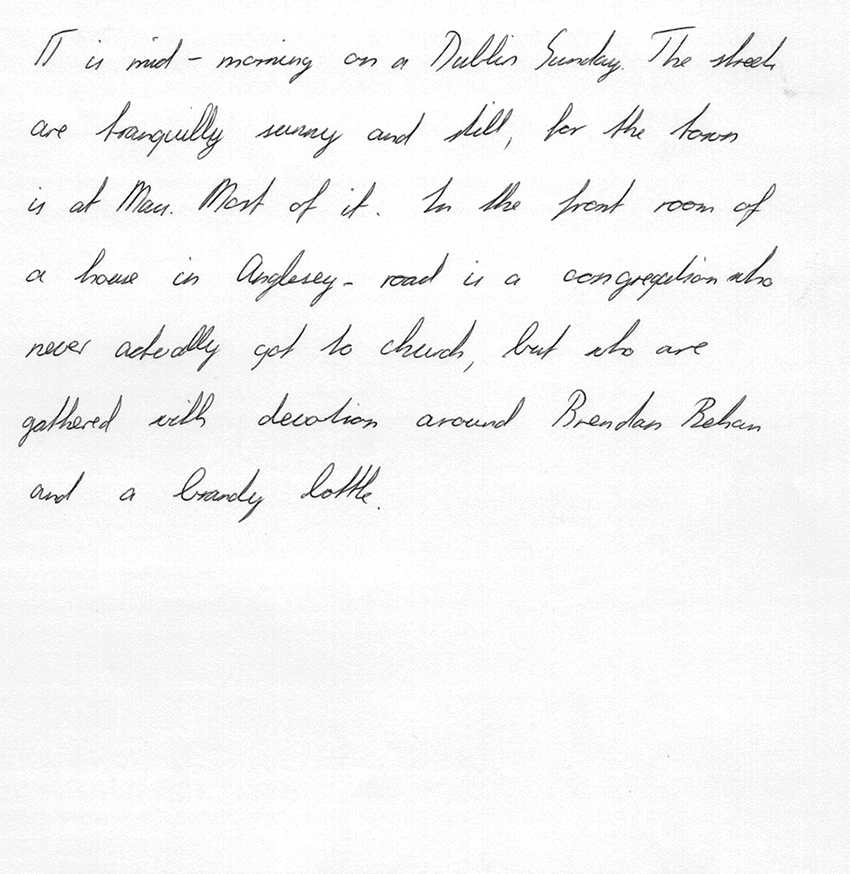 IT is mid - morning on a Dublin Sunday. The streets
are tranquilly sunny and still, for the town
is at Mass. Most of it. In the front room of
a house in Anglesey- road is a congregation who
never actually got to church, but who are
gathered with devotion around Brendan Behan
and a brandy bottle.